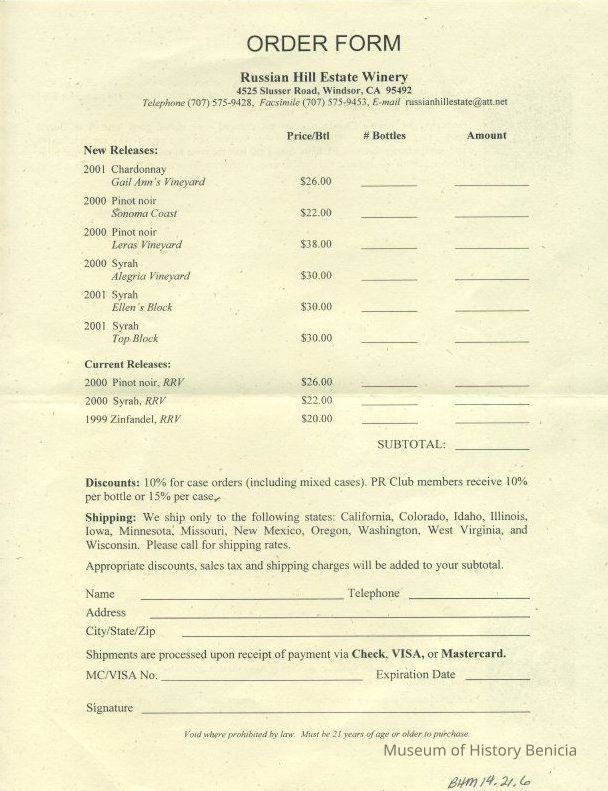 ORDER FORM
Russian Hill Estate Winery
4525 Slusser Road, Windsor, CA 95492
Telephone (707) 575-9428, Facsimile (707) 575-9453, E-mail russianhillestate@att.net
Price/Btl # Bottles Amount
New Releases:
2001 Chardonnay
Gail Ann's Vineyard $26.00
2000 Pinot noir
Sonoma Coast $22.00
2000 Pinot noir
Leras Vineyard $38.00
2000 Syrah
Alegria Vineyard $30.00
2001 Syrah
Ellen's Block $30.00
2001 Syrah
Top Block $30.00
Current Releases:
2000 Pinot noir, RRV $26.00
2000 Syrah, RRV $22.00
1999 Zinfandel, RRV $20.00
SUBTOTAL:
Discounts: 10% for case orders (including mixed cases). PR Club members receive 10%
per bottle or 15% per case.
Shipping: We ship only to the following states: California, Colorado, Idaho, Illinois,
Iowa, Minnesota, Missouri, New Mexico, Oregon, Washington, West Virginia, and
Wisconsin. Please call for shipping rates.
Appropriate discounts, sales tax and shipping charges will be added to your subtotal.
Name Telephone
Address
City/State/Zip
Shipments are processed upon receipt of payment via Check, VISA, or Mastercard.
MC/VISA No. Expiration Date
Signature
Void where prohibited by law. Must be 21 years of age or older to purchase.
Museum of History Benicia
BHM 14.21.6